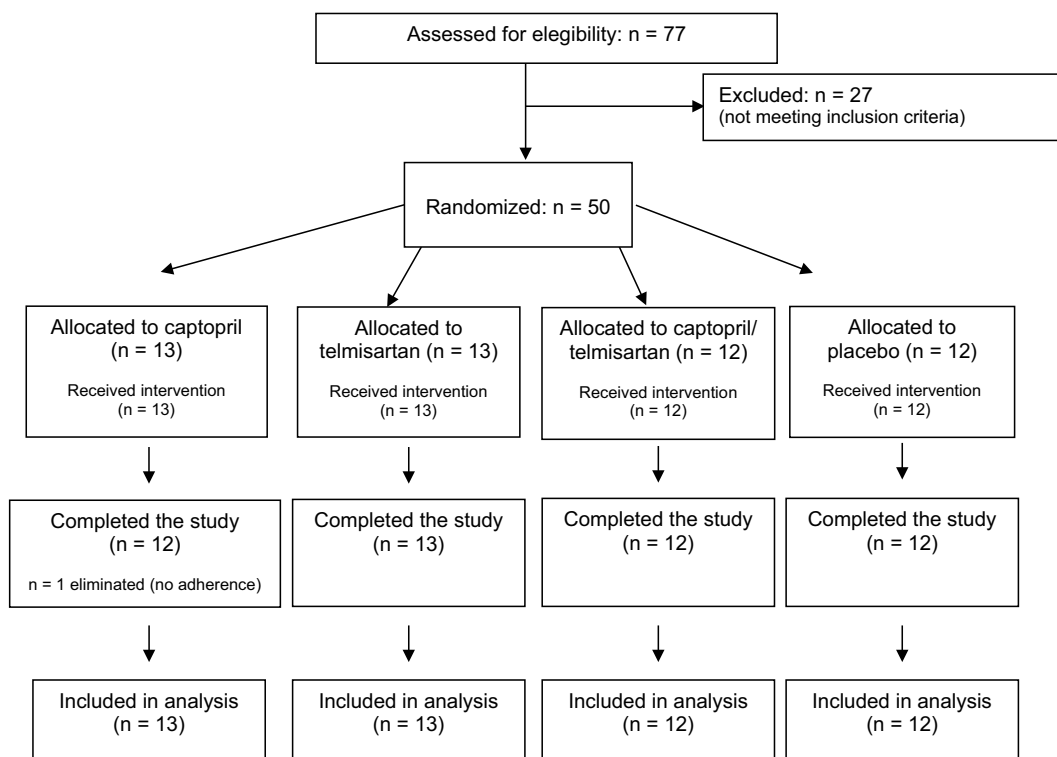 Assessed for elegibility: n = 77
Excluded: n = 27
(not meeting inclusion criteria)
Randomized: n = 50
Allocated to captopril
(n = 13)
Received intervention
(n = 13)
Allocated to
telmisartan (n = 13)
Received intervention
(n = 13)
Allocated to captopril/
telmisartan (n = 12)
Received intervention
(n = 12)
Allocated to
placebo (n = 12)
Received intervention
(n = 12)
Completed the study
(n = 12)
n = 1 eliminated (no adherence)
Completed the study
(n = 13)
Completed the study
(n = 12)
Completed the study
(n = 12)
Included in analysis
(n = 13)
Included in analysis
(n = 13)
Included in analysis
(n = 12)
Included in analysis
(n = 12)